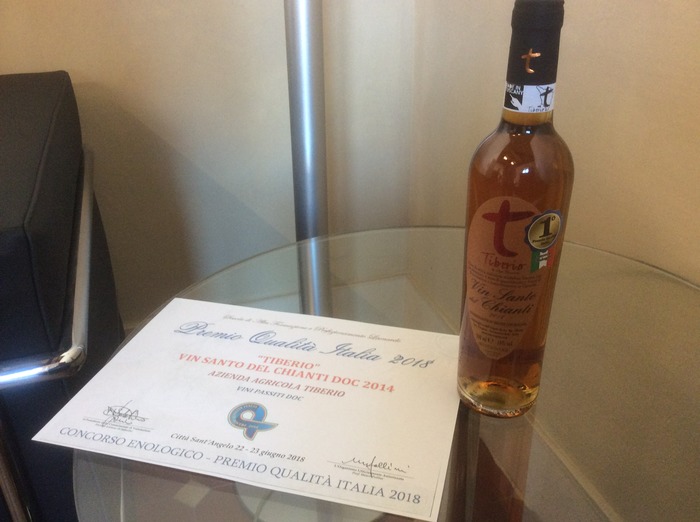 Premio Qualità Italia 2018
"TIBERIO"
VIN SANTO DEL CHIANTI DOC 2014
AZIENDA AGRICOLA TIBERIO
VINI PASSITI DOC
Città Sant'Angelo 22 - 23 giugno 2018
CONCORSO ENOLOGICO - PREMIO QUALITÀ ITALIA 2018
t
t
Tiberio
1°
Vin Santo
del Chianti